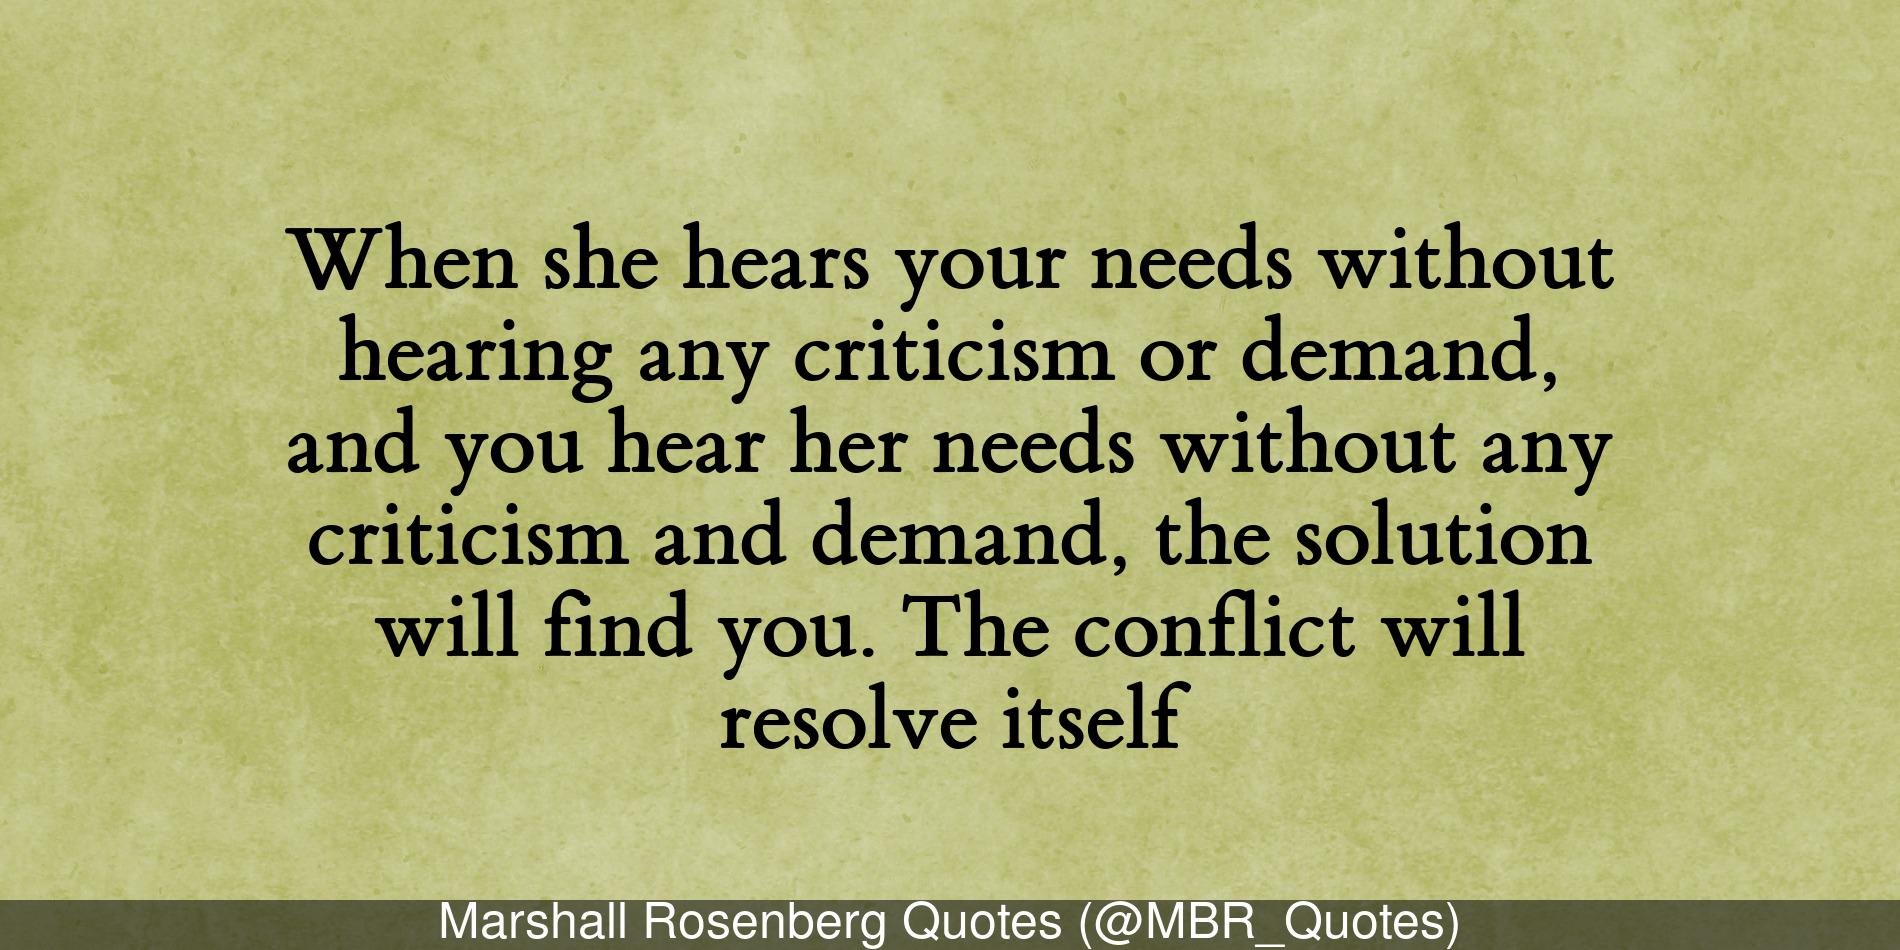 When she hears your needs without
hearing any criticism or demand,
and you hear her needs without any
criticism and demand, the solution
will find you. The conflict will
resolve itself
Marshall Rosenberg Quotes (@MBR_Quotes)